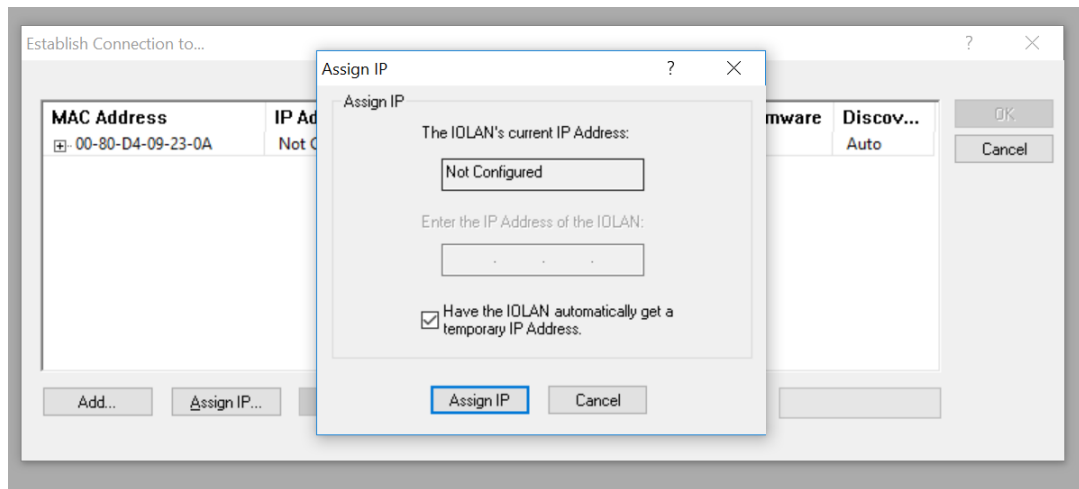 Establish Connection to...
?
Assign IP
?
MAC Address
IP Ad
mware
Discov...
OK
00-80-D4-09-23-0A
Auto
Cancel
Assign IP
The IOLAN's current IP Address:
Not Configured
Enter the IP Address of the IOLAN:
. . .
Have the IOLAN automatically get a
temporary IP Address.
Assign IP
Cancel
Add...
Assign IP...